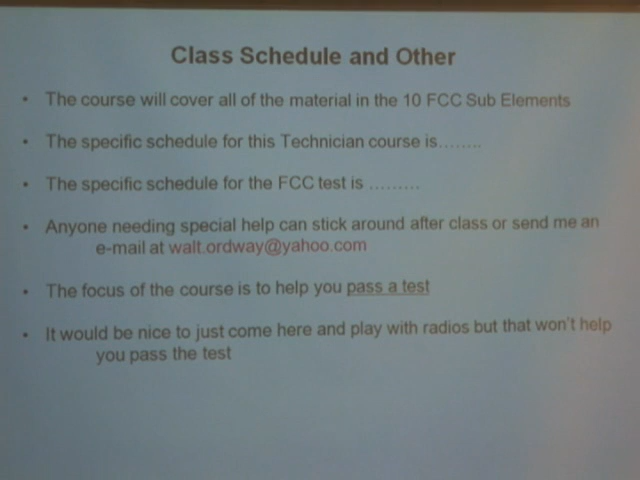 Class Schedule and Other
• The course will cover all of the material in the 10 FCC Sub Elements
• The specific schedule for this Technician course is........
• The specific schedule for the FCC test is .........
• Anyone needing special help can stick around after class or send me an
e-mail at walt.ordway@yahoo.com
• The focus of the course is to help you pass a test
• It would be nice to just come here and play with radios but that won't help
you pass the test